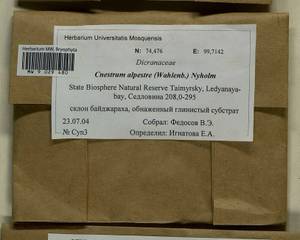 Herbarium Universitatis Mosquensis
Herbarium MW, Bryophyta
MW 9 029 480
N: 74,476 E: 99,7142
Dicranaceae
Cnestrum alpestre (Wahlenb.) Nyholm
State Biosphere Natural Reserve Taimyrsky, Ledyanaya-
bay, Седловина 208,0-295
склон байджараха, обнаженный глинистый субстрат
23.07.04 Собрал: Федосов В.Э.
№ Суп3 Определил: Игнатова Е.А.